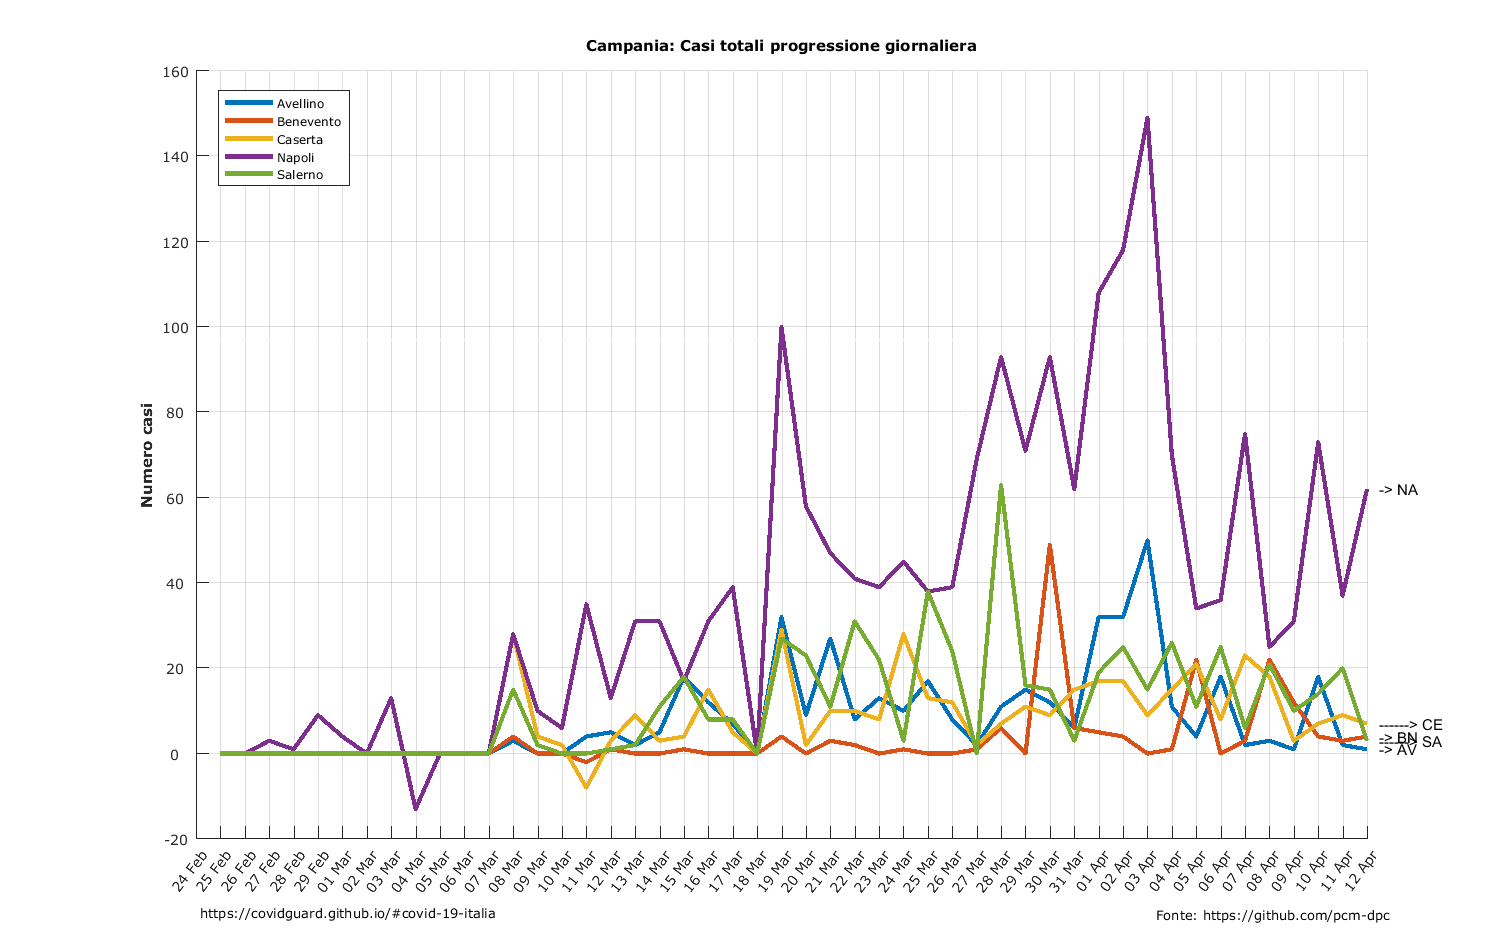 Campania: Casi totali progressione giornaliera
160
140
120
100
80
60
40
20
0
-20
Numero casi
Avellino
Benevento
Caserta
Napoli
Salerno
-> NA
------> CE
-> BN
------> SA
-> AV
24 Feb
25 Feb
26 Feb
27 Feb
28 Feb
29 Feb
01 Mar
02 Mar
03 Mar
04 Mar
05 Mar
06 Mar
07 Mar
08 Mar
09 Mar
10 Mar
11 Mar
12 Mar
13 Mar
14 Mar
15 Mar
16 Mar
17 Mar
18 Mar
19 Mar
20 Mar
21 Mar
22 Mar
23 Mar
24 Mar
25 Mar
26 Mar
27 Mar
28 Mar
29 Mar
30 Mar
31 Mar
01 Apr
02 Apr
03 Apr
04 Apr
05 Apr
06 Apr
07 Apr
08 Apr
09 Apr
10 Apr
11 Apr
12 Apr
https://covidguard.github.io/#covid-19-italia
Fonte: https://github.com/pcm-dpc